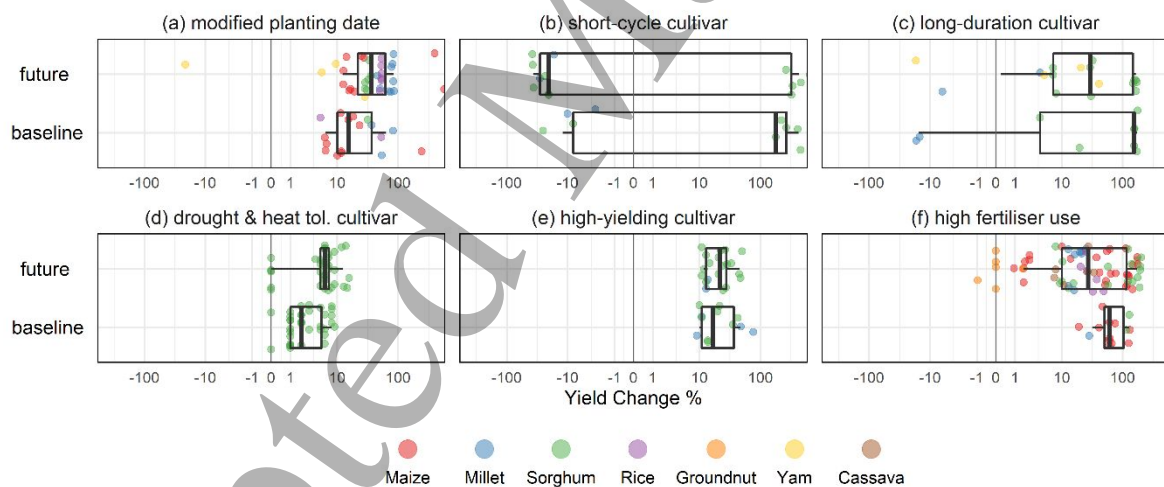 (a) modified planting date (b) short-cycle cultivar (c) long-duration cultivar
future
baseline
-100 -10 -1 0 1 10 100 -100 -10 -1 0 1 10 100 -100 -10 -1 0 1 10 100
(d) drought & heat tol. cultivar (e) high-yielding cultivar (f) high fertiliser use
future
baseline
-100 -10 -1 0 1 10 100 -100 -10 -1 0 1 10 100 -100 -10 -1 0 1 10 100
Yield Change %
Maize Millet Sorghum Rice Groundnut Yam Cassava
pted M